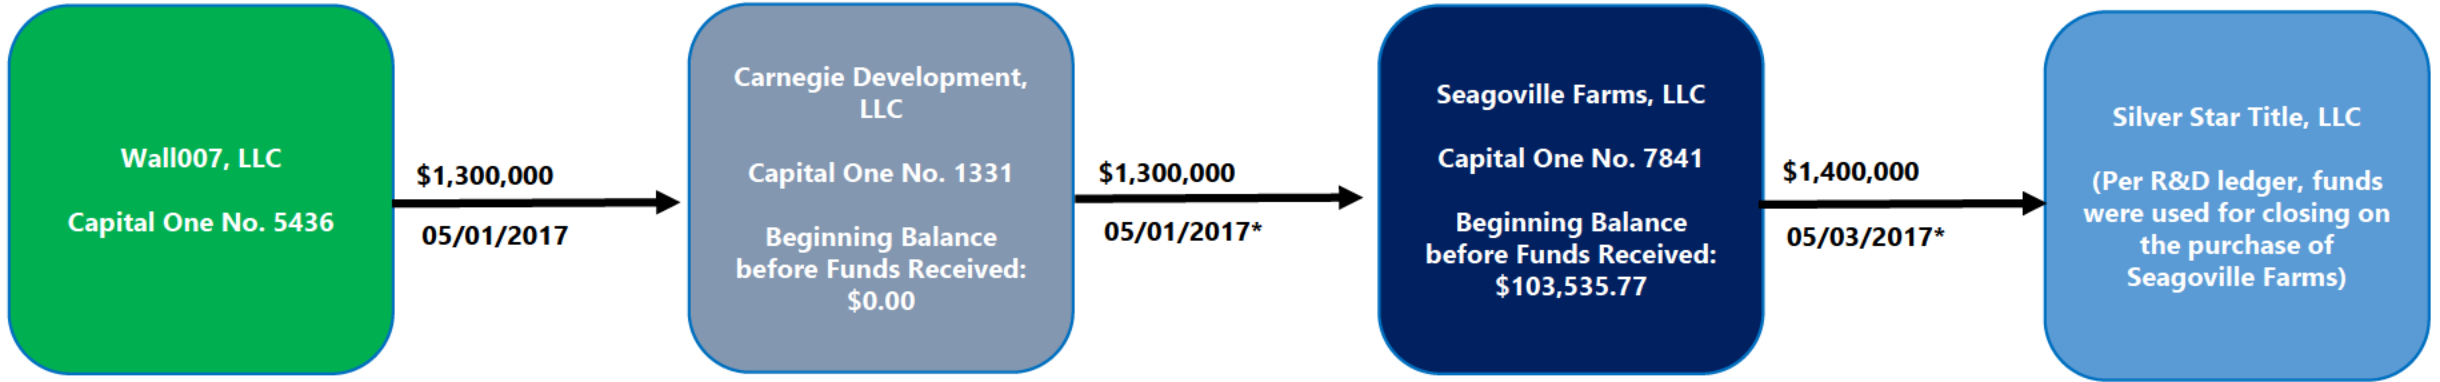 Wall007, LLC
Capital One No. 5436
$1,300,000
05/01/2017
Carnegie Development,
LLC
Capital One No. 1331
Beginning Balance
before Funds Received:
$0.00
$1,300,000
05/01/2017*
Seagoville Farms, LLC
Capital One No. 7841
Beginning Balance
before Funds Received:
$103,535.77
$1,400,000
05/03/2017*
Silver Star Title, LLC
(Per R&D ledger, funds
were used for closing on
the purchase of
Seagoville Farms)